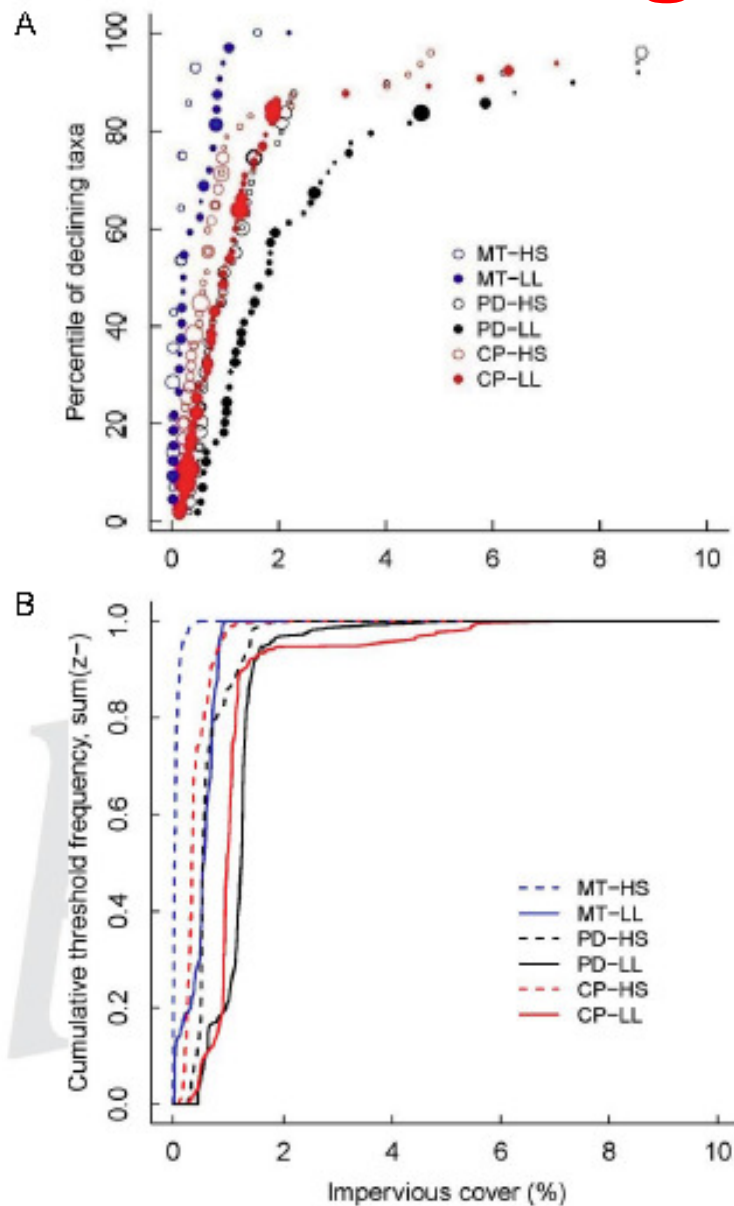 A
Percentile of declining taxa
100
80
60
40
20
0
MT-HS
MT-LL
PD-HS
PD-LL
CP-HS
CP-LL
0 2 4 6 8 10
B
Cumulative threshold frequency, sum(z-)
1.0
0.8
0.6
0.4
0.2
0.0
MT-HS
MT-LL
PD-HS
PD-LL
CP-HS
CP-LL
0 2 4 6 8 10
Impervious cover (%)